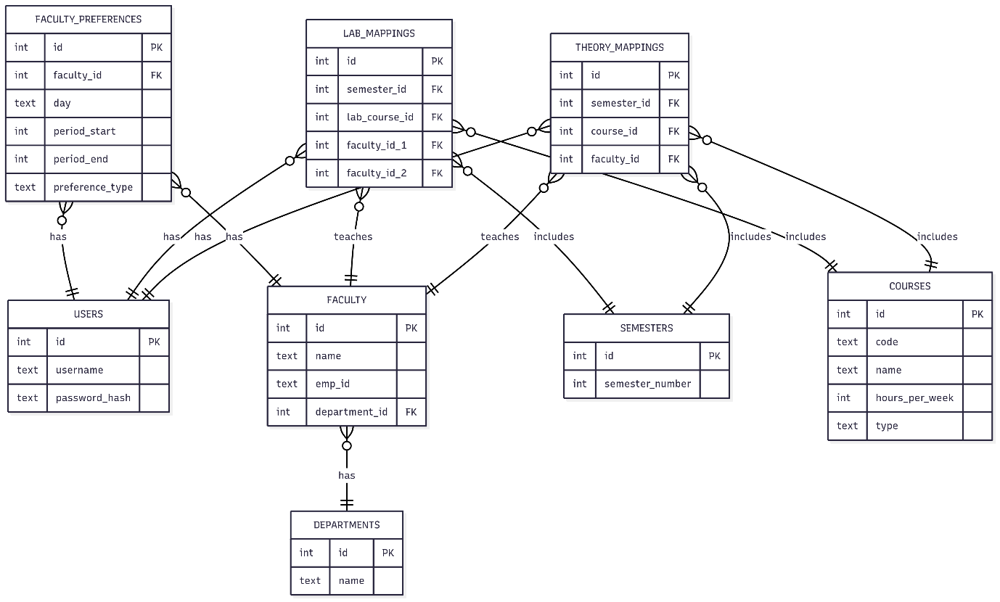 FACULTY_PREFERENCES
int id PK
int faculty_id FK
text day
int period_start
int period_end
text preference_type
LAB_MAPPINGS
int id PK
int semester_id FK
int lab_course_id FK
int faculty_id_1 FK
int faculty_id_2 FK
THEORY_MAPPINGS
int id PK
int semester_id FK
int course_id FK
int faculty_id FK
has has has has teaches teaches includes includes includes includes
USERS
int id PK
text username
text password_hash
FACULTY
int id PK
text name
text emp_id
int department_id FK
SEMESTERS
int id PK
int semester_number
COURSES
int id PK
text code
text name
int hours_per_week
text type
has
DEPARTMENTS
int id PK
text name